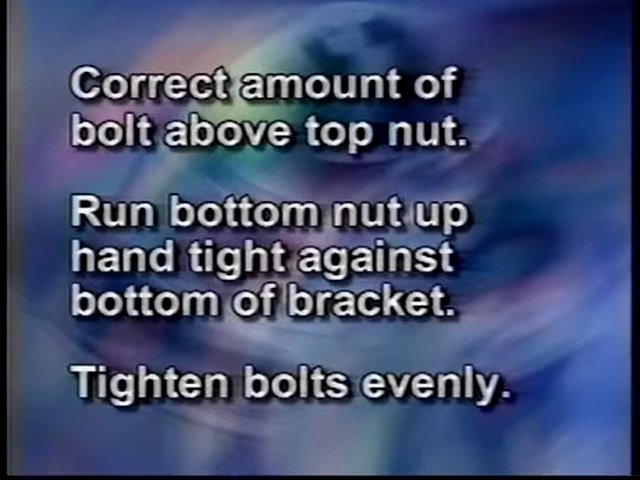 Correct amount of
bolt above top nut.
Run bottom nut up
hand tight against
bottom of bracket.
Tighten bolts evenly.